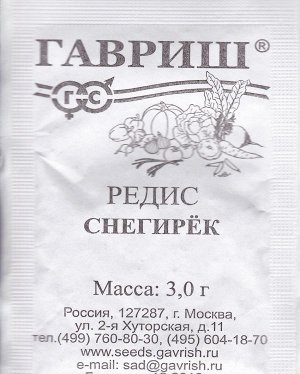 ГАВРИШ®
ГС
РЕДИС
СНЕГИРЁК
Масса: 3,0 г
Россия, 127287, г. Москва,
ул. 2-я Хуторская, д.11
тел.(499) 760-80-30, (495) 604-18-70
www.seeds.gavrish.ru
e-mail: sad@gavrish.ru